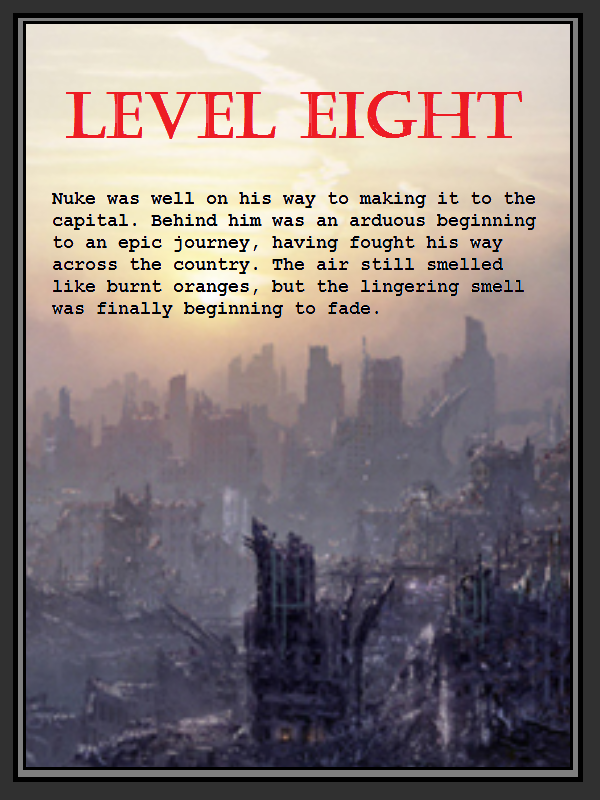 LEVEL EIGHT
Nuke was well on his way to making it to the
capital. Behind him was an arduous beginning
to an epic journey, having fought his way
across the country. The air still smelled
like burnt oranges, but the lingering smell
was finally beginning to fade.